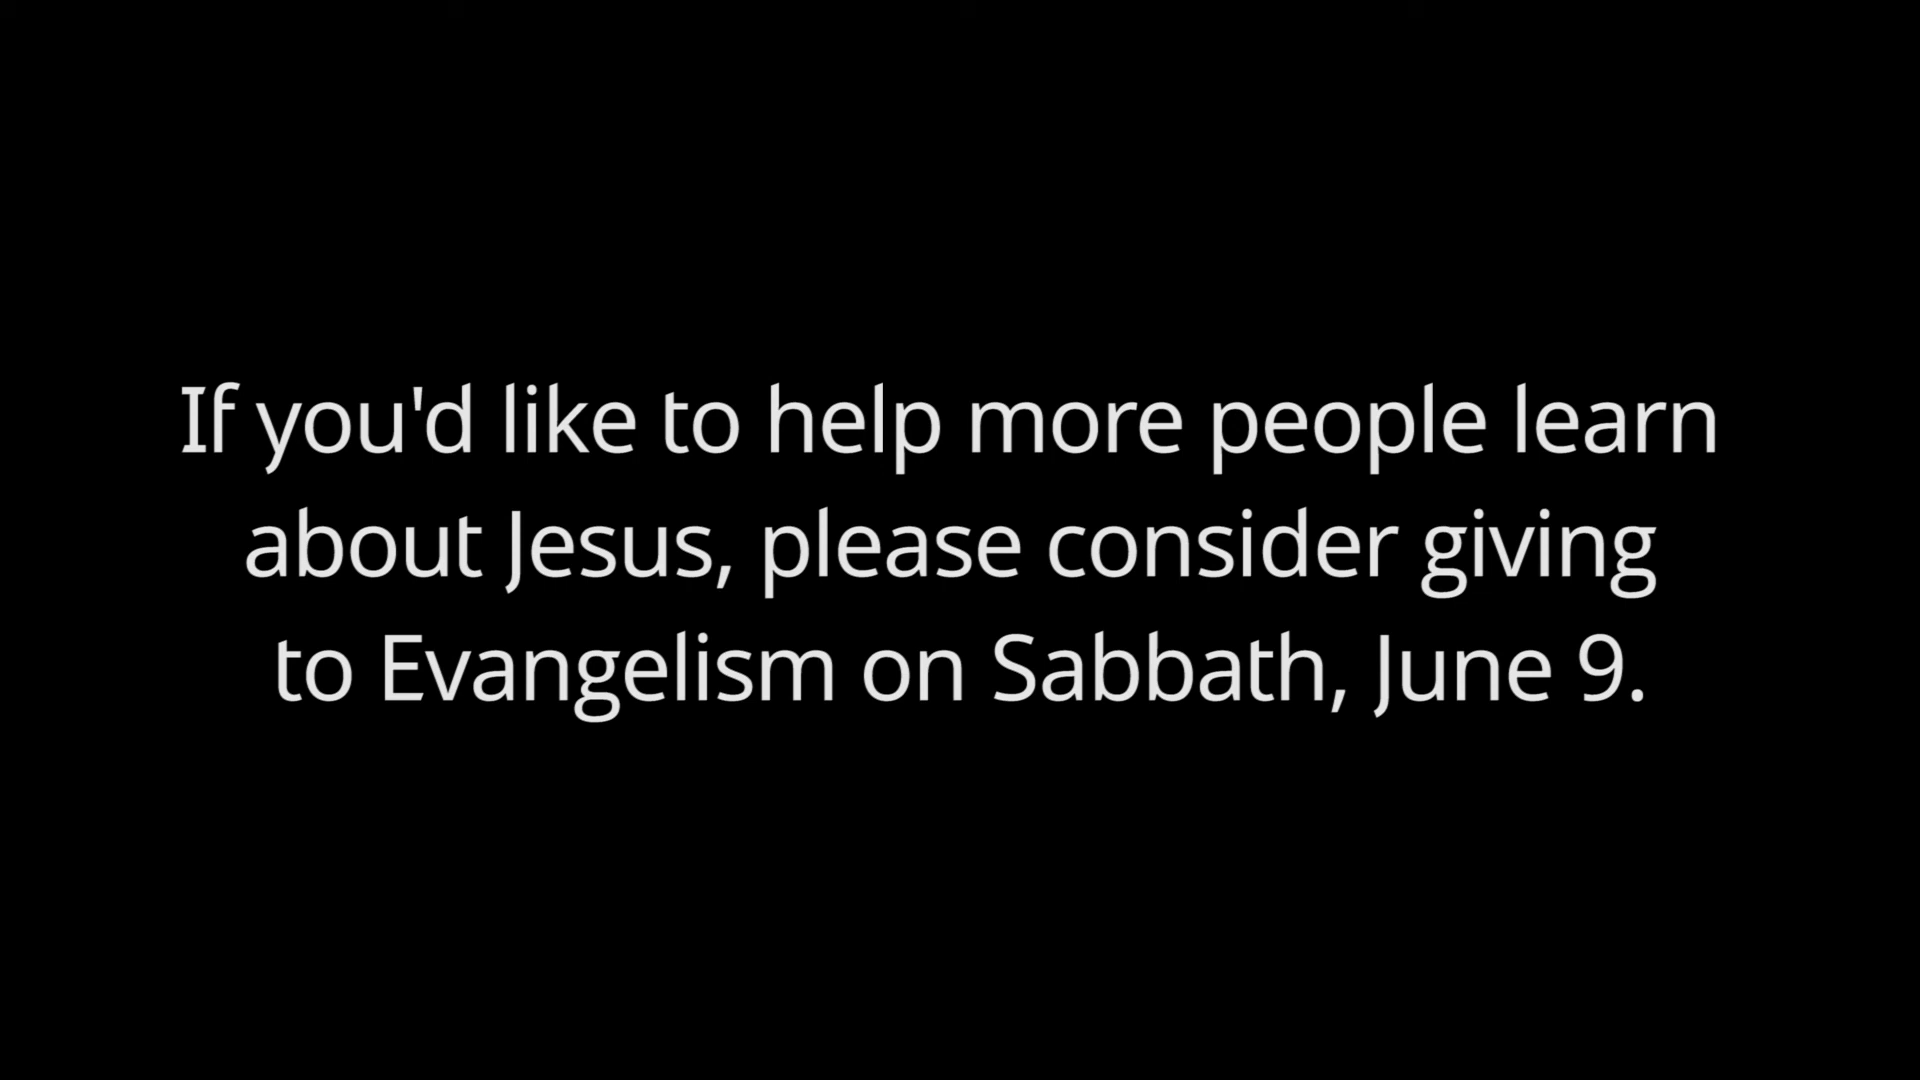 If you'd like to help more people learn
about Jesus, please consider giving
to Evangelism on Sabbath, June 9.